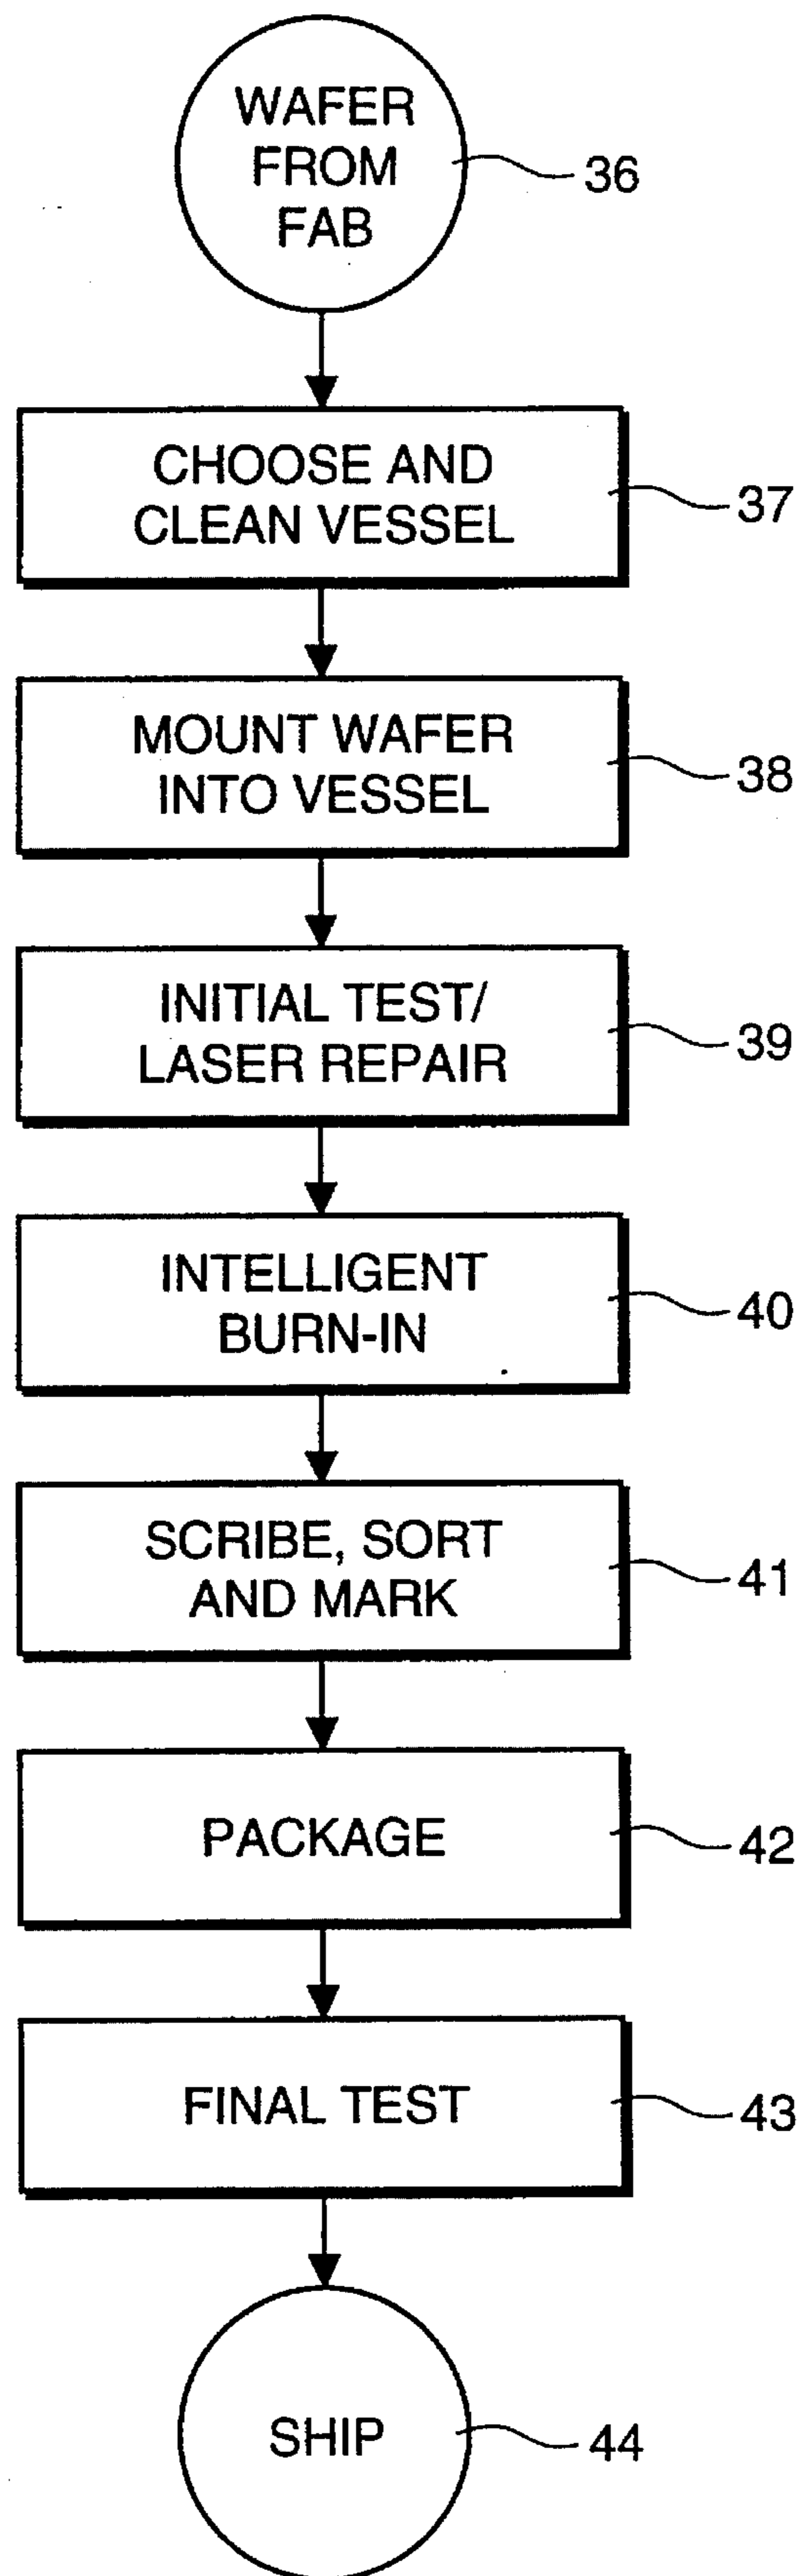 WAFER
FROM
FAB
36
CHOOSE AND
CLEAN VESSEL
37
MOUNT WAFER
INTO VESSEL
38
INITIAL TEST/
LASER REPAIR
39
INTELLIGENT
BURN-IN
40
SCRIBE, SORT
AND MARK
41
PACKAGE
42
FINAL TEST
43
SHIP
44